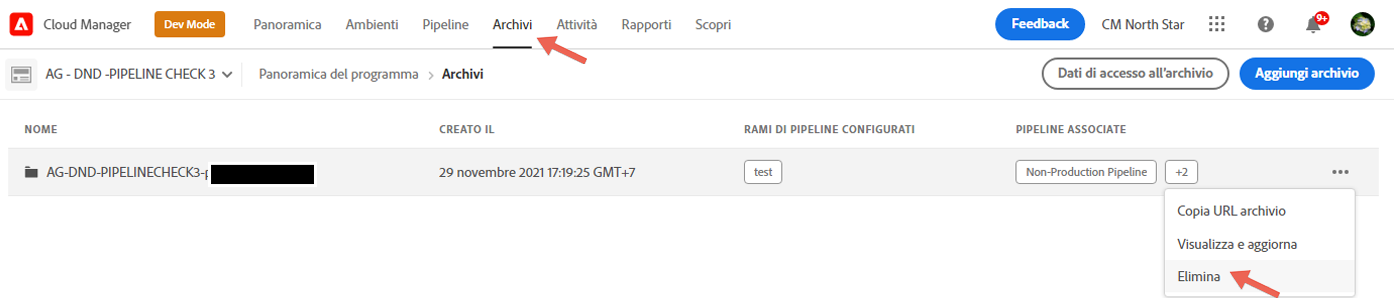 Cloud Manager Dev Mode Panoramica Ambienti Pipeline Archivi Attività Rapporti Scopri Feedback CM North Star 9+
AG - DND -PIPELINE CHECK 3 Panoramica del programma Archivi Dati di accesso all'archivio Aggiungi archivio
NOME CREATO IL RAMI DI PIPELINE CONFIGURATI PIPELINE ASSOCIATE
AG-DND-PIPELINECHECK3- 29 novembre 2021 17:19:25 GMT+7 test Non-Production Pipeline +2
Copia URL archivio
Visualizza e aggiorna
Elimina